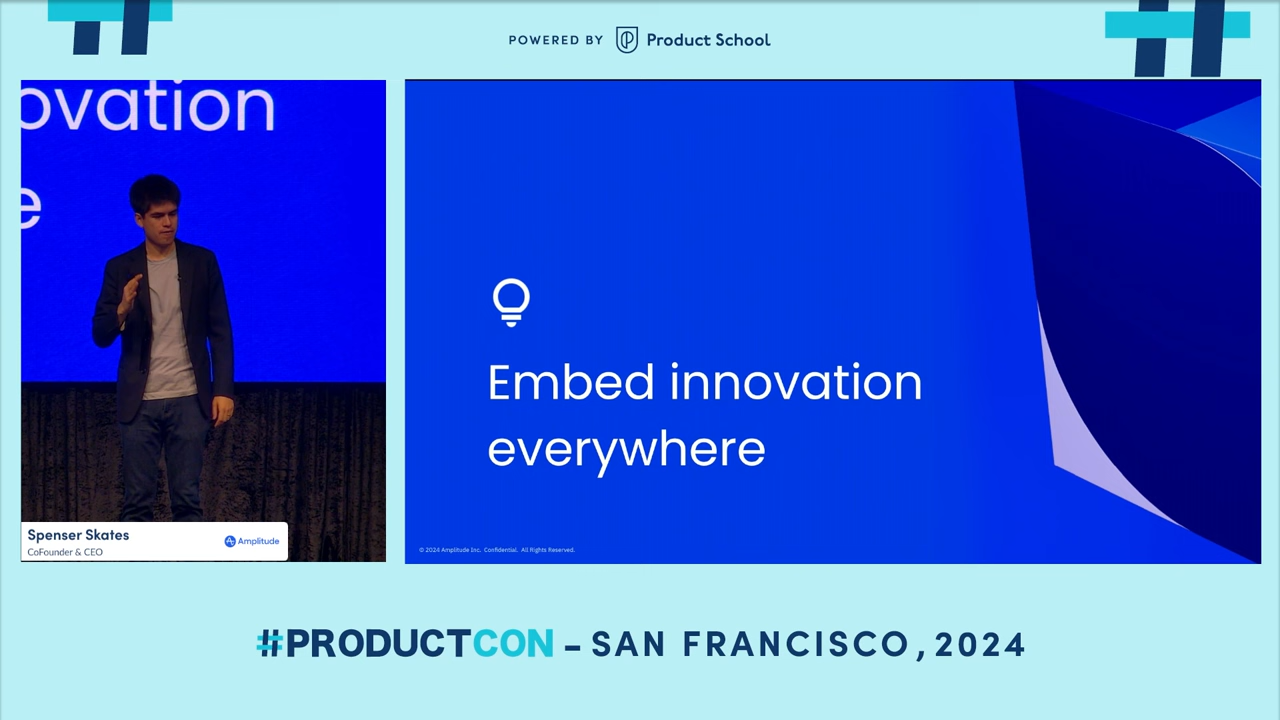 POWERED BY Product School
ovation
e
Spenser Skates
CoFounder & CEO
Amplitude
Embed innovation
everywhere
© 2024 Amplitude Inc. Confidential. All Rights Reserved.
#PRODUCTCON – SAN FRANCISCO, 2024